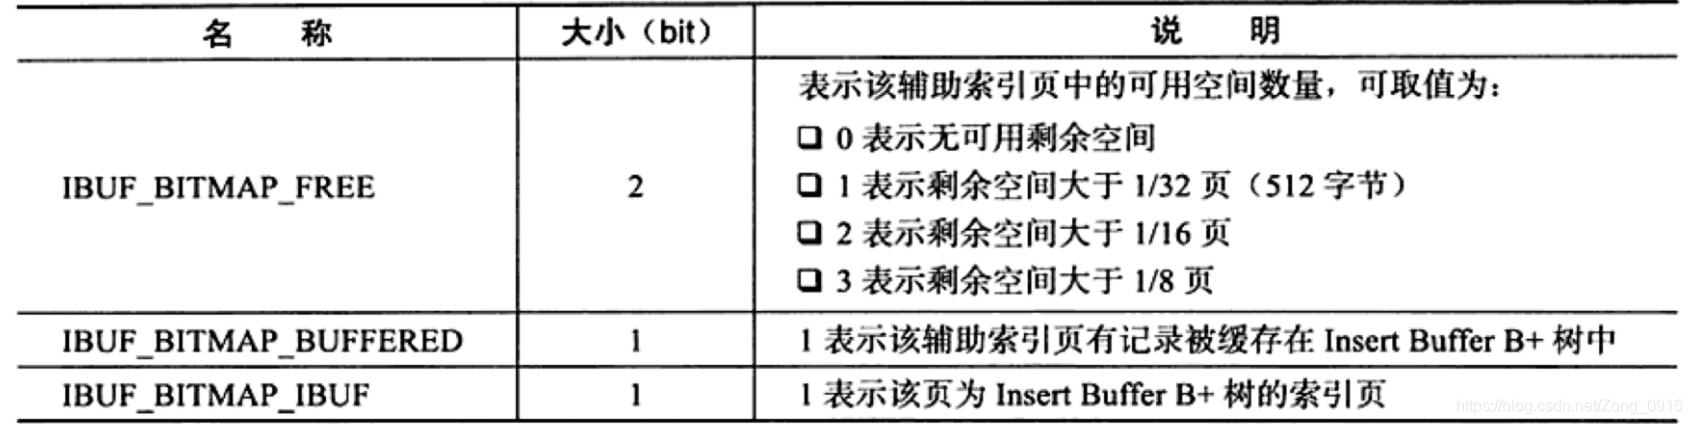 名 称 大小（bit） 说 明
表示该辅助索引页中的可用空间数量，可取值为：
❑ 0 表示无可用剩余空间
IBUF_BITMAP_FREE 2 ❑ 1 表示剩余空间大于 1/32 页（512 字节）
❑ 2 表示剩余空间大于 1/16 页
❑ 3 表示剩余空间大于 1/8 页
IBUF_BITMAP_BUFFERED 1 1 表示该辅助索引页有记录被缓存在 Insert Buffer B+ 树中
IBUF_BITMAP_IBUF 1 1 表示该页为 Insert Buffer B+ 树的索引页
https://blog.csdn.net/Zong_0915